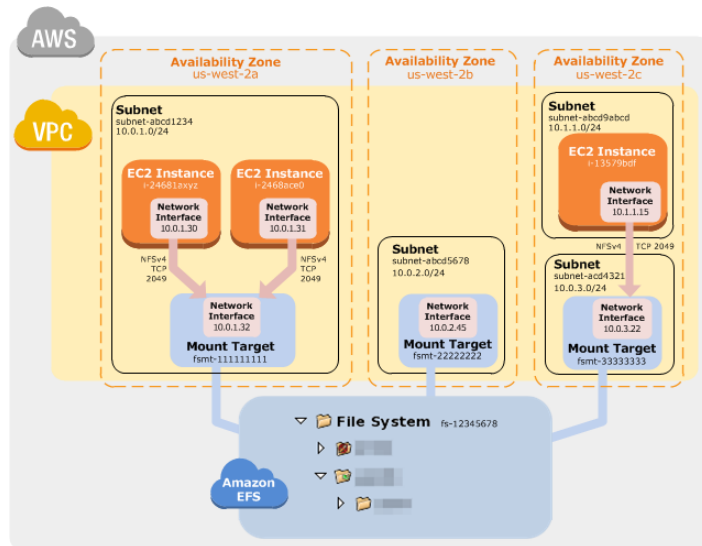 AWS
VPC
Availability Zone
us-west-2a
Subnet
subnet-abcd1234
10.0.1.0/24
EC2 Instance
i-24681axyz
Network
Interface
10.0.1.30
EC2 Instance
i-2468ace0
Network
Interface
10.0.1.31
NFSv4
TCP
2049
NFSv4
TCP
2049
Network
Interface
10.0.1.32
Mount Target
fsmt-111111111
Availability Zone
us-west-2b
Subnet
subnet-abcd5678
10.0.2.0/24
Network
Interface
10.0.2.45
Mount Target
fsmt-22222222
Availability Zone
us-west-2c
Subnet
subnet-abcd9abcd
10.1.1.0/24
EC2 Instance
i-13579bdf
Network
Interface
10.1.1.15
NFSv4 TCP 2049
Subnet
subnet-acd4321
10.0.3.0/24
Network
Interface
10.0.3.22
Mount Target
fsmt-33333333
File System fs-12345678
Amazon
EFS